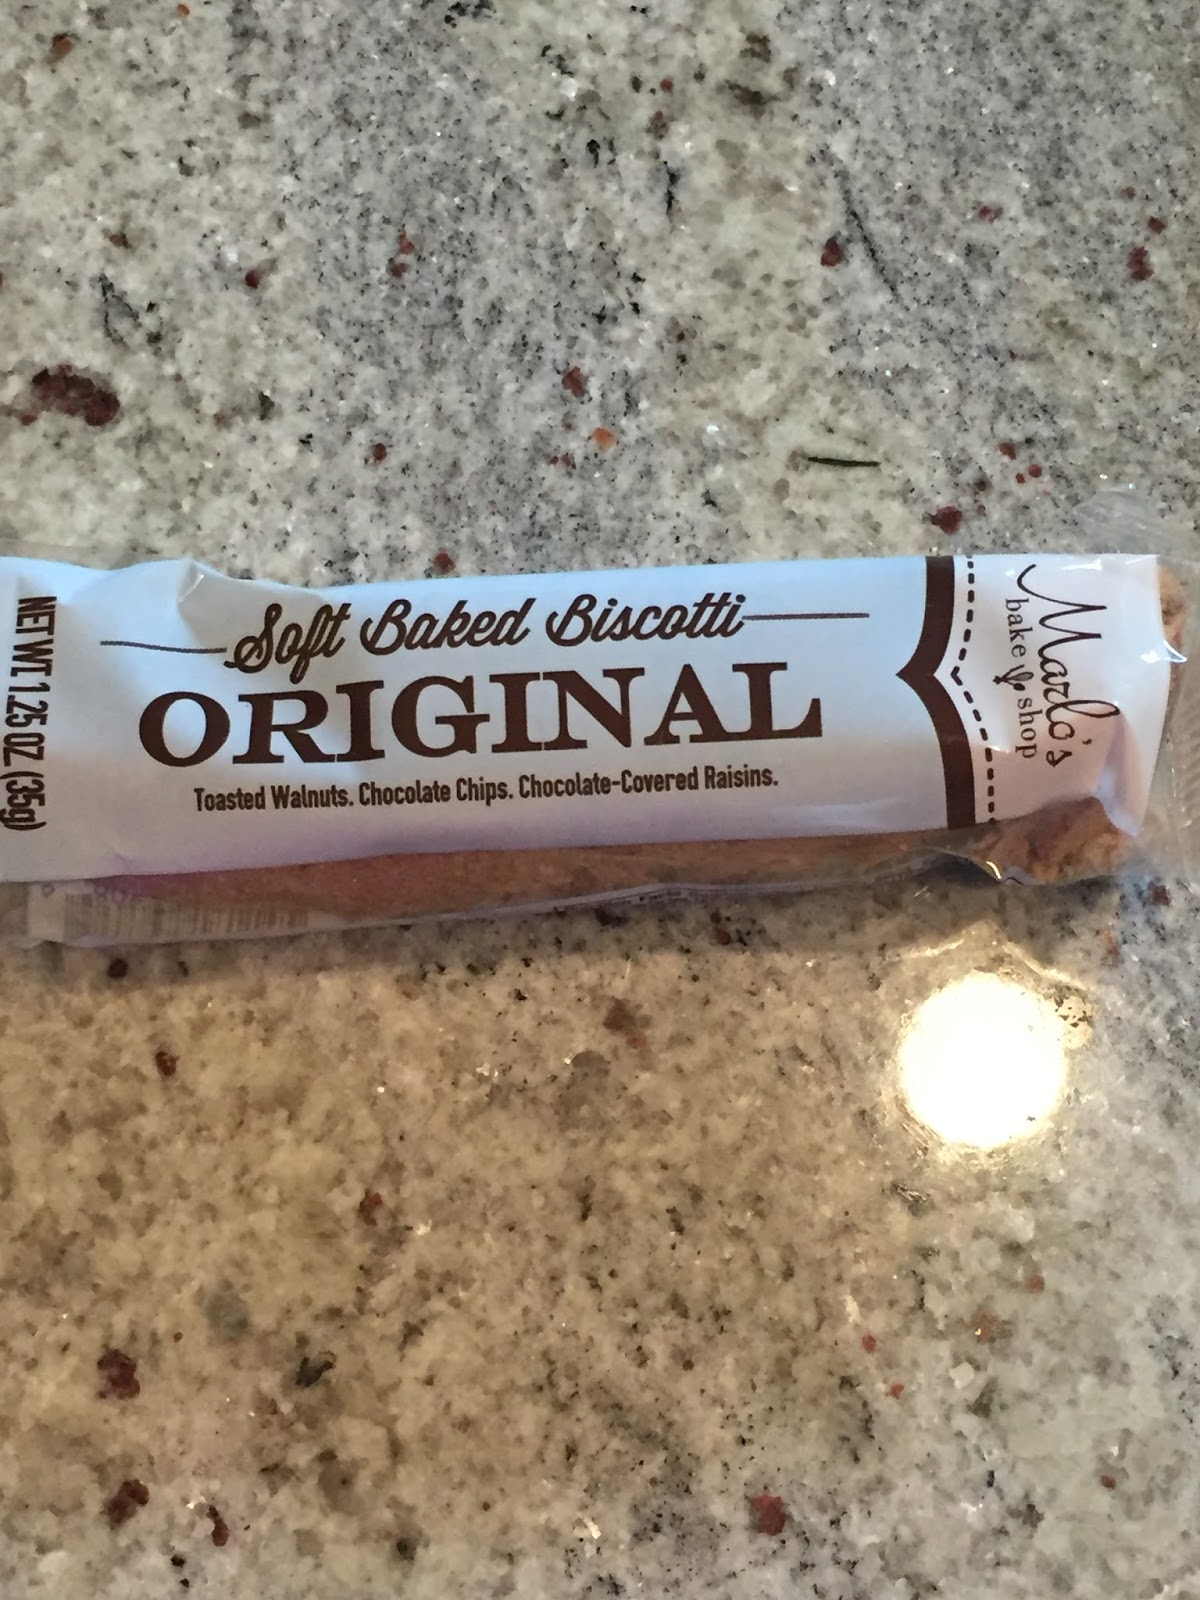 Soft Baked Biscotti
ORIGINAL
Toasted Walnuts. Chocolate Chips. Chocolate-Covered Raisins.
NET WT 1.25 OZ (35g)
Marlo's
bake shop